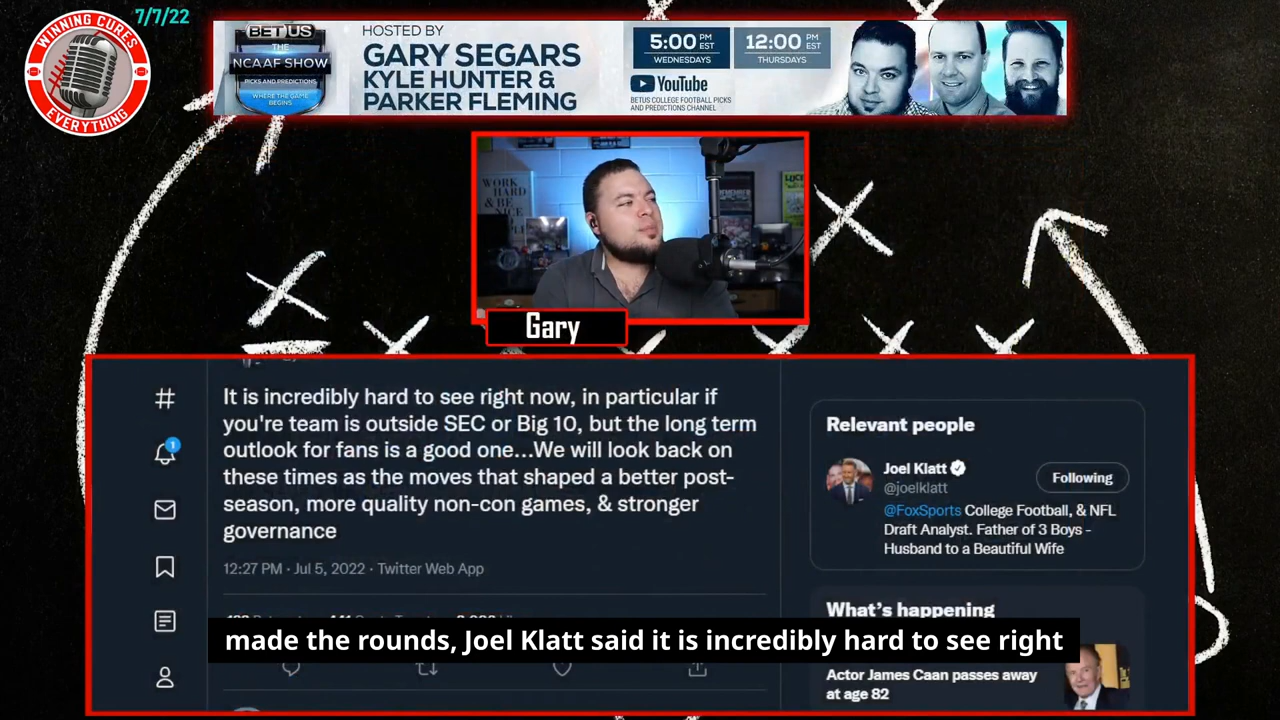 7/7/22
WINNING CURES
EVERYTHING
BETUS
THE
NCAAF SHOW
PICKS AND PREDICTIONS
WHERE THE GAME
BEGINS
HOSTED BY
GARY SEGARS
KYLE HUNTER &
PARKER FLEMING
5:00 PM EST
WEDNESDAYS
12:00 PM EST
THURSDAYS
YouTube
BETUS COLLEGE FOOTBALL PICKS
AND PREDICTIONS CHANNEL
WORK
HARD
& BE
NICE
Gary
It is incredibly hard to see right now, in particular if
you're team is outside SEC or Big 10, but the long term
outlook for fans is a good one...We will look back on
these times as the moves that shaped a better post-
season, more quality non-con games, & stronger
governance
12:27 PM · Jul 5, 2022 · Twitter Web App
1
Relevant people
Joel Klatt
@joelklatt
Following
@FoxSports College Football, & NFL
Draft Analyst. Father of 3 Boys -
Husband to a Beautiful Wife
What's happening
Actor James Caan passes away
at age 82
made the rounds, Joel Klatt said it is incredibly hard to see right